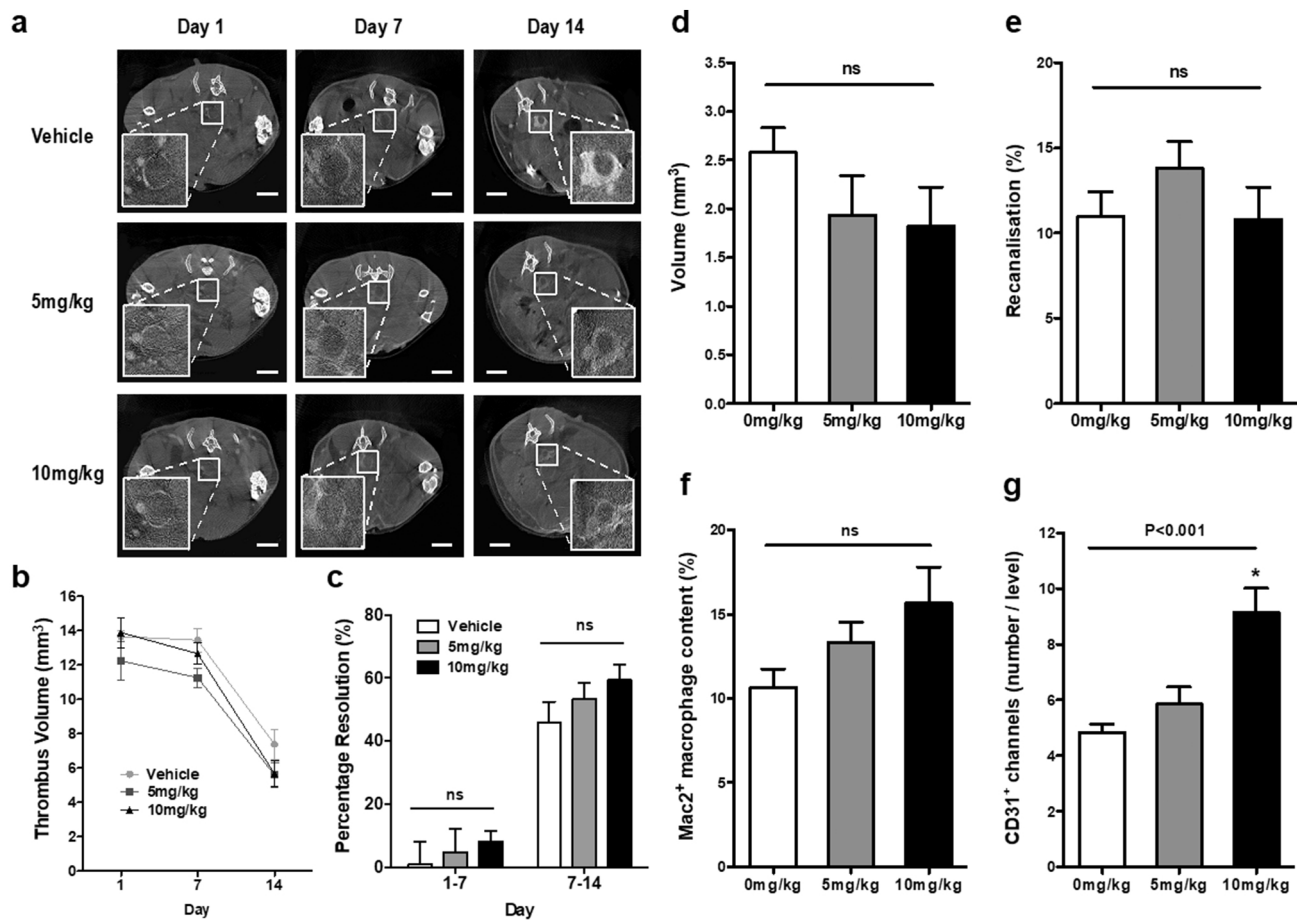 a
Day 1
Day 7
Day 14
Vehicle
5mg/kg
10mg/kg
b
Thrombus Volume (mm³)
16
14
12
10
8
6
4
2
0
Vehicle
5mg/kg
10mg/kg
1
7
14
Day
c
Percentage Resolution (%)
80
60
40
20
0
Vehicle
5mg/kg
10mg/kg
ns
ns
1-7
7-14
Day
d
Volume (mm³)
3.5
3.0
2.5
2.0
1.5
1.0
0.5
0.0
ns
0mg/kg
5mg/kg
10mg/kg
e
Recanalisation (%)
20
15
10
5
0
ns
0mg/kg
5mg/kg
10mg/kg
f
Mac2⁺ macrophage content (%)
20
15
10
5
0
ns
0mg/kg
5mg/kg
10mg/kg
g
CD31⁺ channels (number / level)
12
10
8
6
4
2
0
P<0.001
*
0mg/kg
5mg/kg
10mg/kg